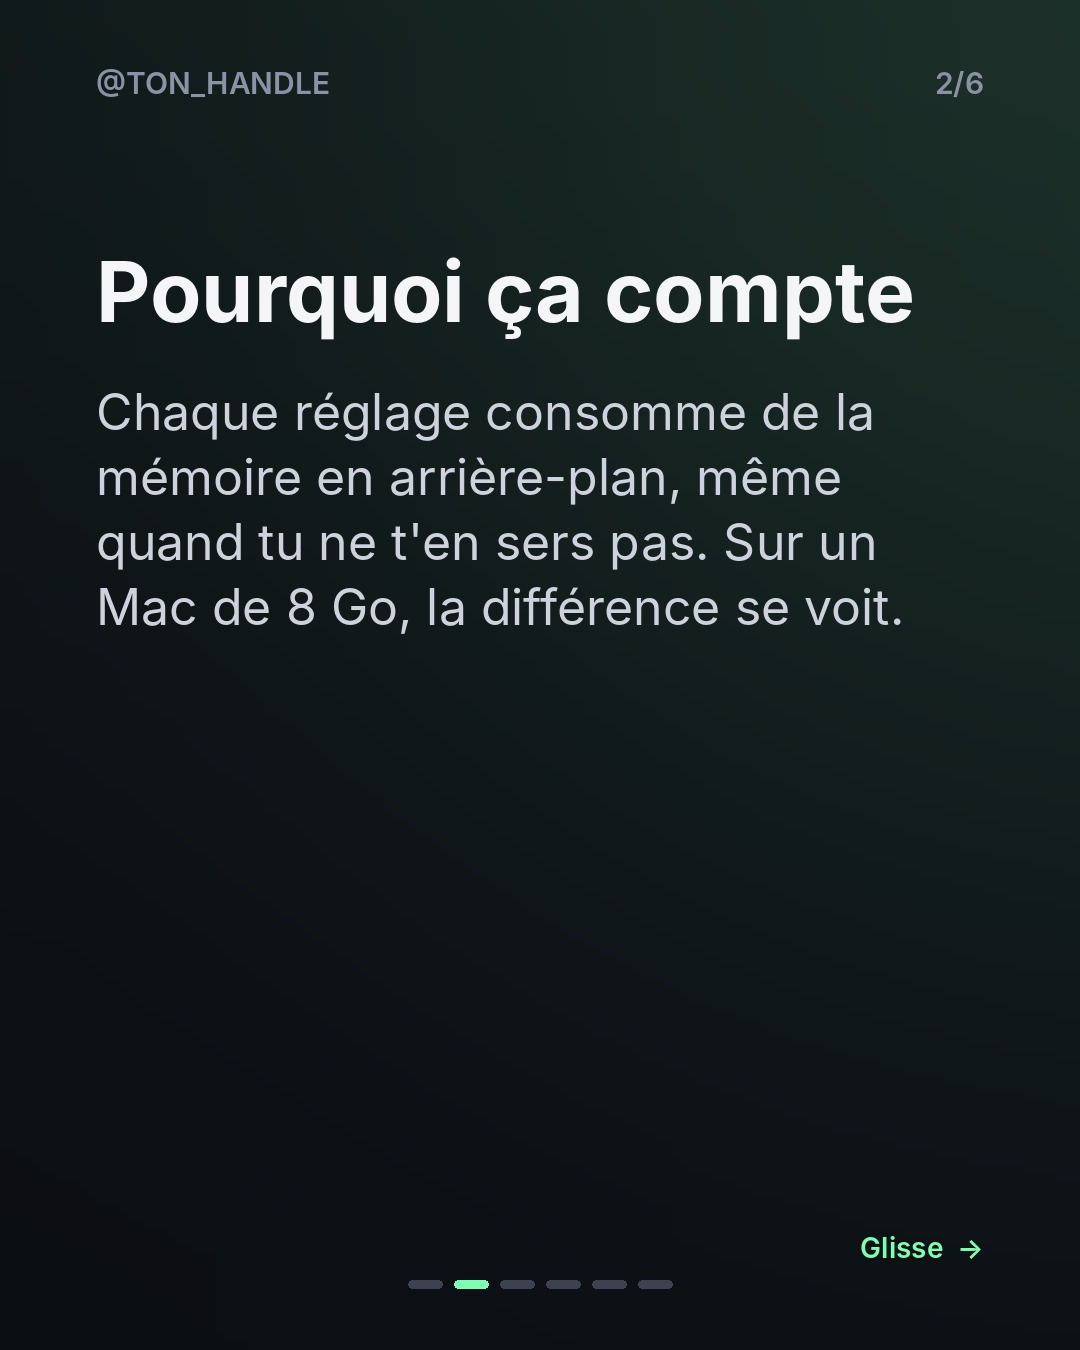 @TON_HANDLE
2/6
Pourquoi ça compte
Chaque réglage consomme de la
mémoire en arrière-plan, même
quand tu ne t'en sers pas. Sur un
Mac de 8 Go, la différence se voit.
Glisse →